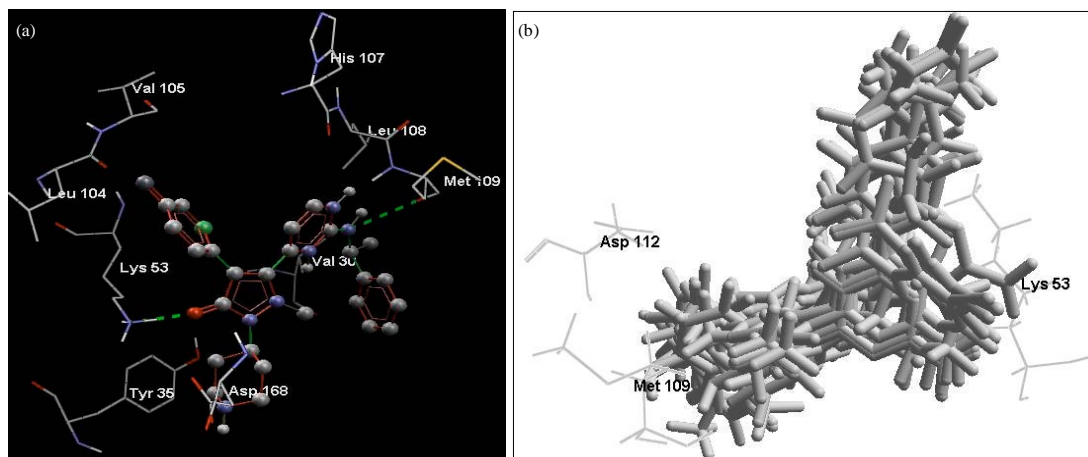 (a)
His 107
Val 105
Leu 108
Met 109
Leu 104
Lys 53
Val 30
Tyr 35
Asp 168
(b)
Asp 112
Lys 53
Met 109